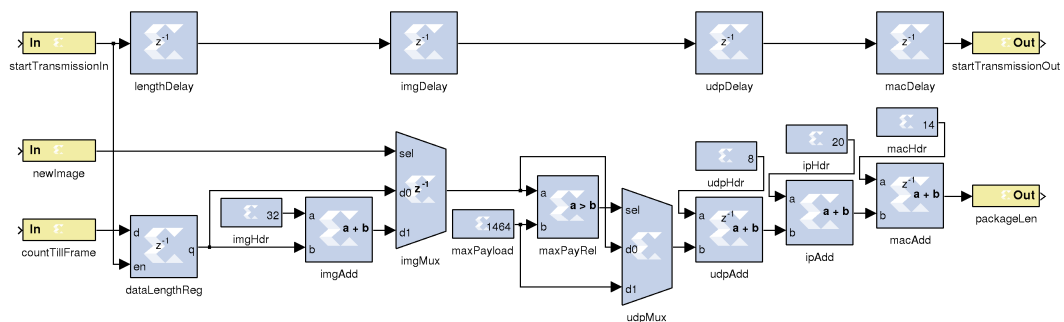 In
startTransmissionIn
z⁻¹
lengthDelay
z⁻¹
imgDelay
z⁻¹
udpDelay
z⁻¹
macDelay
Out
startTransmissionOut
In
newImage
sel
d0
z⁻¹
d1
imgMux
In
countTillFrame
d
z⁻¹
q
en
dataLengthReg
32
imgHdr
a
a + b
b
imgAdd
1464
maxPayload
a
a > b
b
maxPayRel
sel
d0
d1
udpMux
8
udpHdr
a
z⁻¹
a + b
b
udpAdd
20
ipHdr
a
a + b
b
ipAdd
14
macHdr
a
z⁻¹
a + b
b
macAdd
Out
packageLen